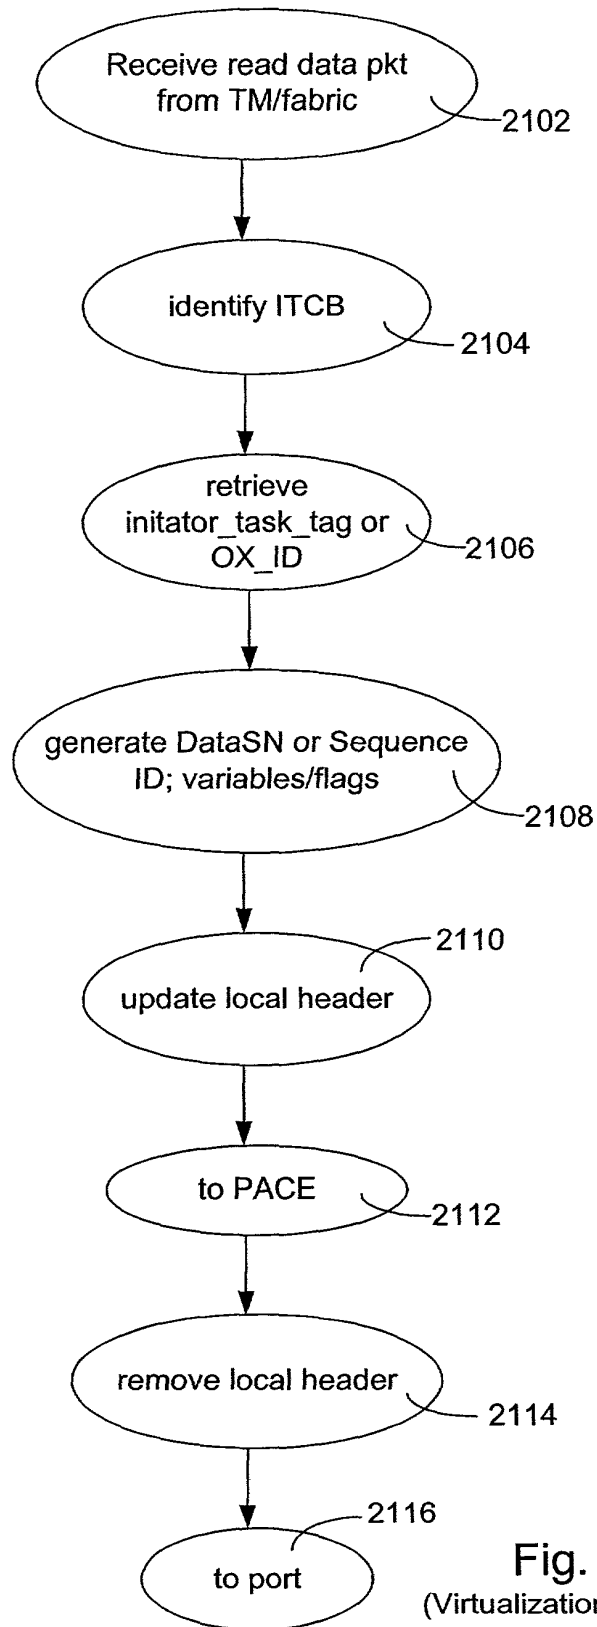 Receive read data pkt
from TM/fabric
2102
identify ITCB
2104
retrieve
initator_task_tag or
OX_ID
2106
generate DataSN or Sequence
ID; variables/flags
2108
2110
update local header
to PACE
2112
remove local header
2114
2116
to port
Fig.